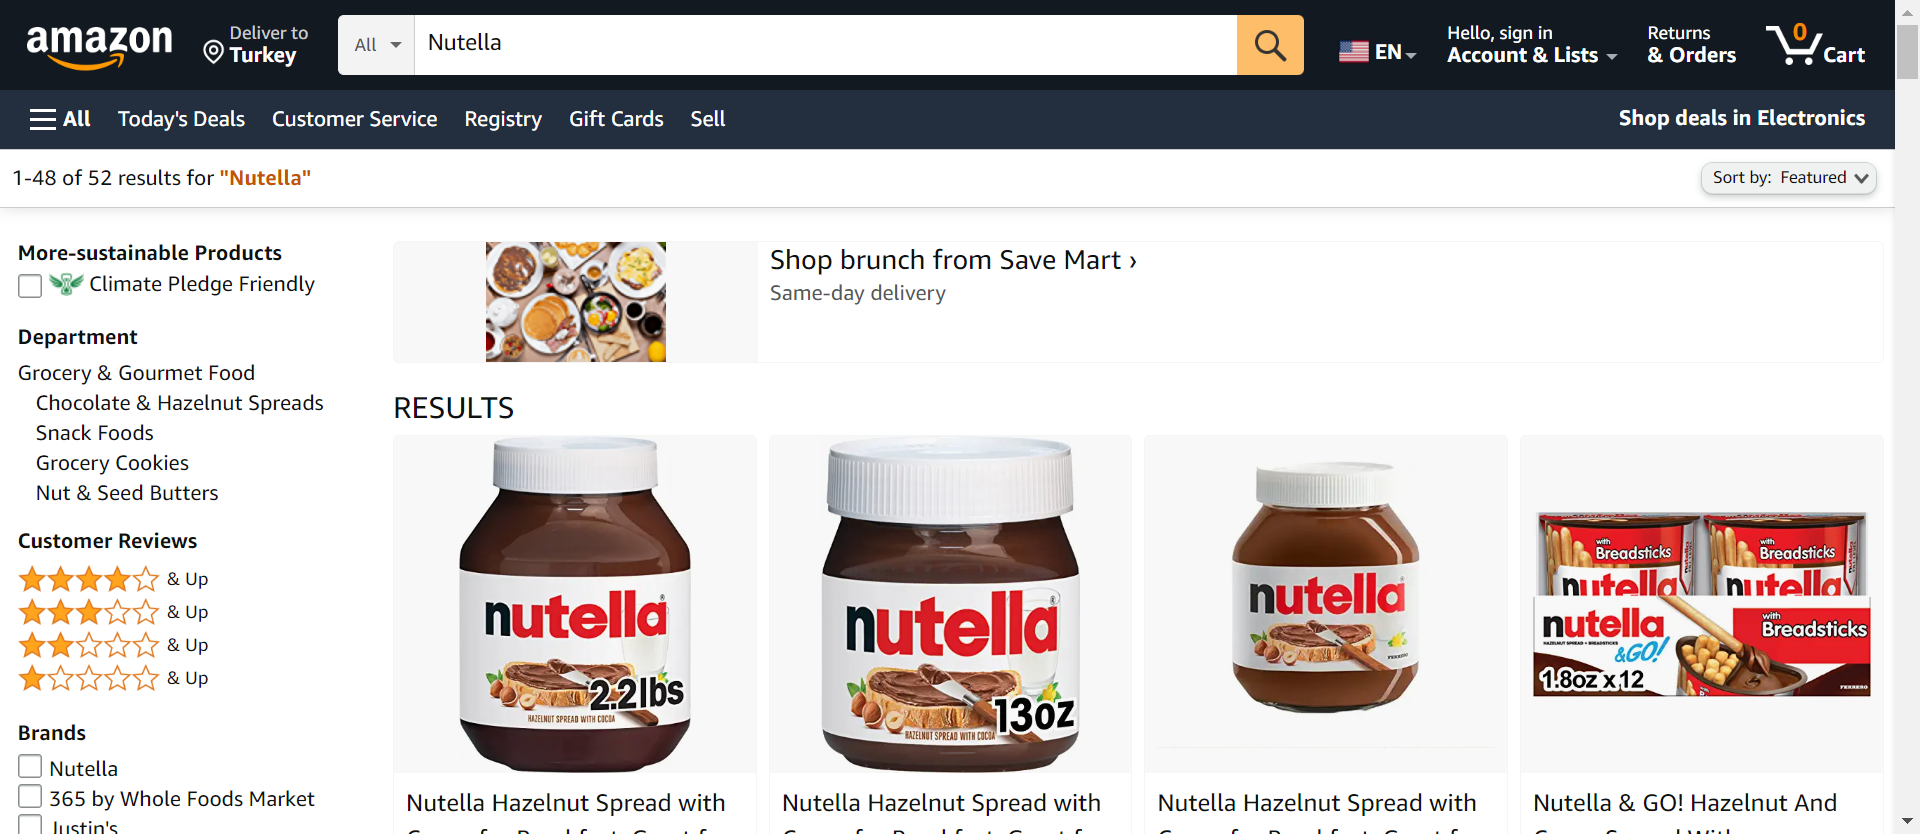 amazon
Deliver to
Turkey
All
Nutella
EN
Hello, sign in
Account & Lists
Returns
& Orders
0
Cart
All
Today's Deals
Customer Service
Registry
Gift Cards
Sell
Shop deals in Electronics
1-48 of 52 results for "Nutella"
Sort by: Featured
More-sustainable Products
Climate Pledge Friendly
Department
Grocery & Gourmet Food
Chocolate & Hazelnut Spreads
Snack Foods
Grocery Cookies
Nut & Seed Butters
Customer Reviews
& Up
& Up
& Up
& Up
Brands
Nutella
365 by Whole Foods Market
Justin's
Shop brunch from Save Mart ›
Same-day delivery
RESULTS
nutella
2.2lbs
HAZELNUT SPREAD WITH COCOA
Nutella Hazelnut Spread with
nutella
13oz
HAZELNUT SPREAD WITH COCOA
Nutella Hazelnut Spread with
nutella
FERRERO
Nutella Hazelnut Spread with
with
Breadsticks
nutella
with
Breadsticks
nutella
nutella
HAZELNUT SPREAD + BREADSTICKS
&GO!
with
Breadsticks
1.8oz x 12
FERRERO
Nutella & GO! Hazelnut And